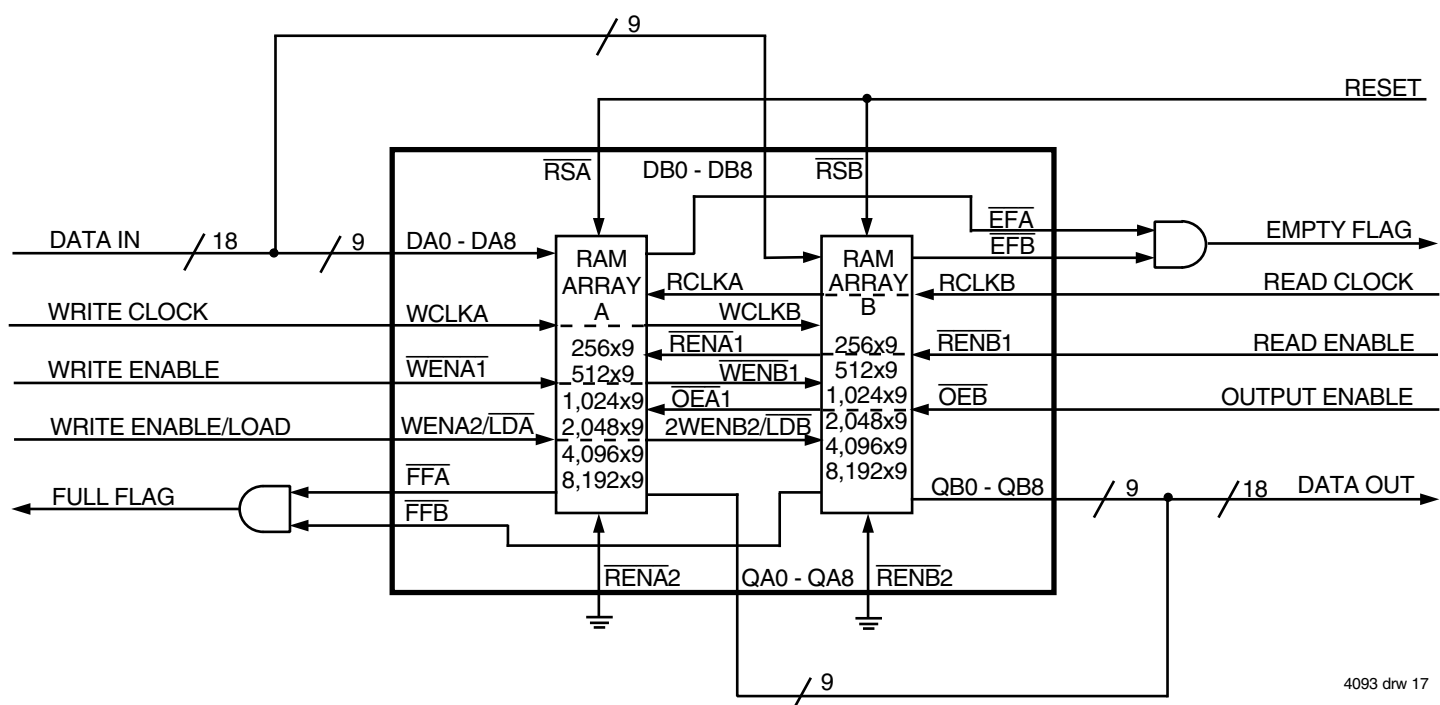 9
RESET
RSA
DB0 - DB8
RSB
DATA IN
18
9
DA0 - DA8
EFA
EFB
EMPTY FLAG
RAM
ARRAY
A
256x9
512x9
1,024x9
2,048x9
4,096x9
8,192x9
RAM
ARRAY
B
256x9
512x9
1,024x9
2,048x9
4,096x9
8,192x9
RCLKA
RCLKB
READ CLOCK
WRITE CLOCK
WCLKA
WCLKB
RENA1
RENB1
READ ENABLE
WRITE ENABLE
WENA1
WENB1
OEA1
OEB
OUTPUT ENABLE
WRITE ENABLE/LOAD
WENA2/LDA
2WENB2/LDB
FFA
FULL FLAG
FFB
QB0 - QB8
9
18
DATA OUT
RENA2
QA0 - QA8
RENB2
9
4093 drw 17